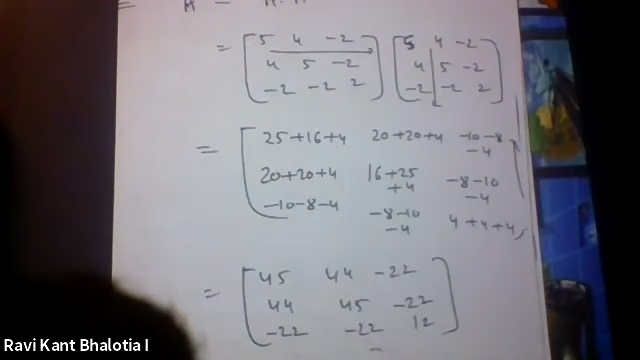 = A = A.A
= [5 4 -2] [5 4 -2]
4 5 -2 4 5 -2
-2 -2 2 -2 -2 2
= [25+16+4 20+20+4 -10-8-4]
20+20+4 16+25+4 -8-10-4
-10-8-4 -8-10-4 4+4+4
= [45 44 -22]
44 45 -22
-22 -22 12
Ravi Kant Bhalotia I